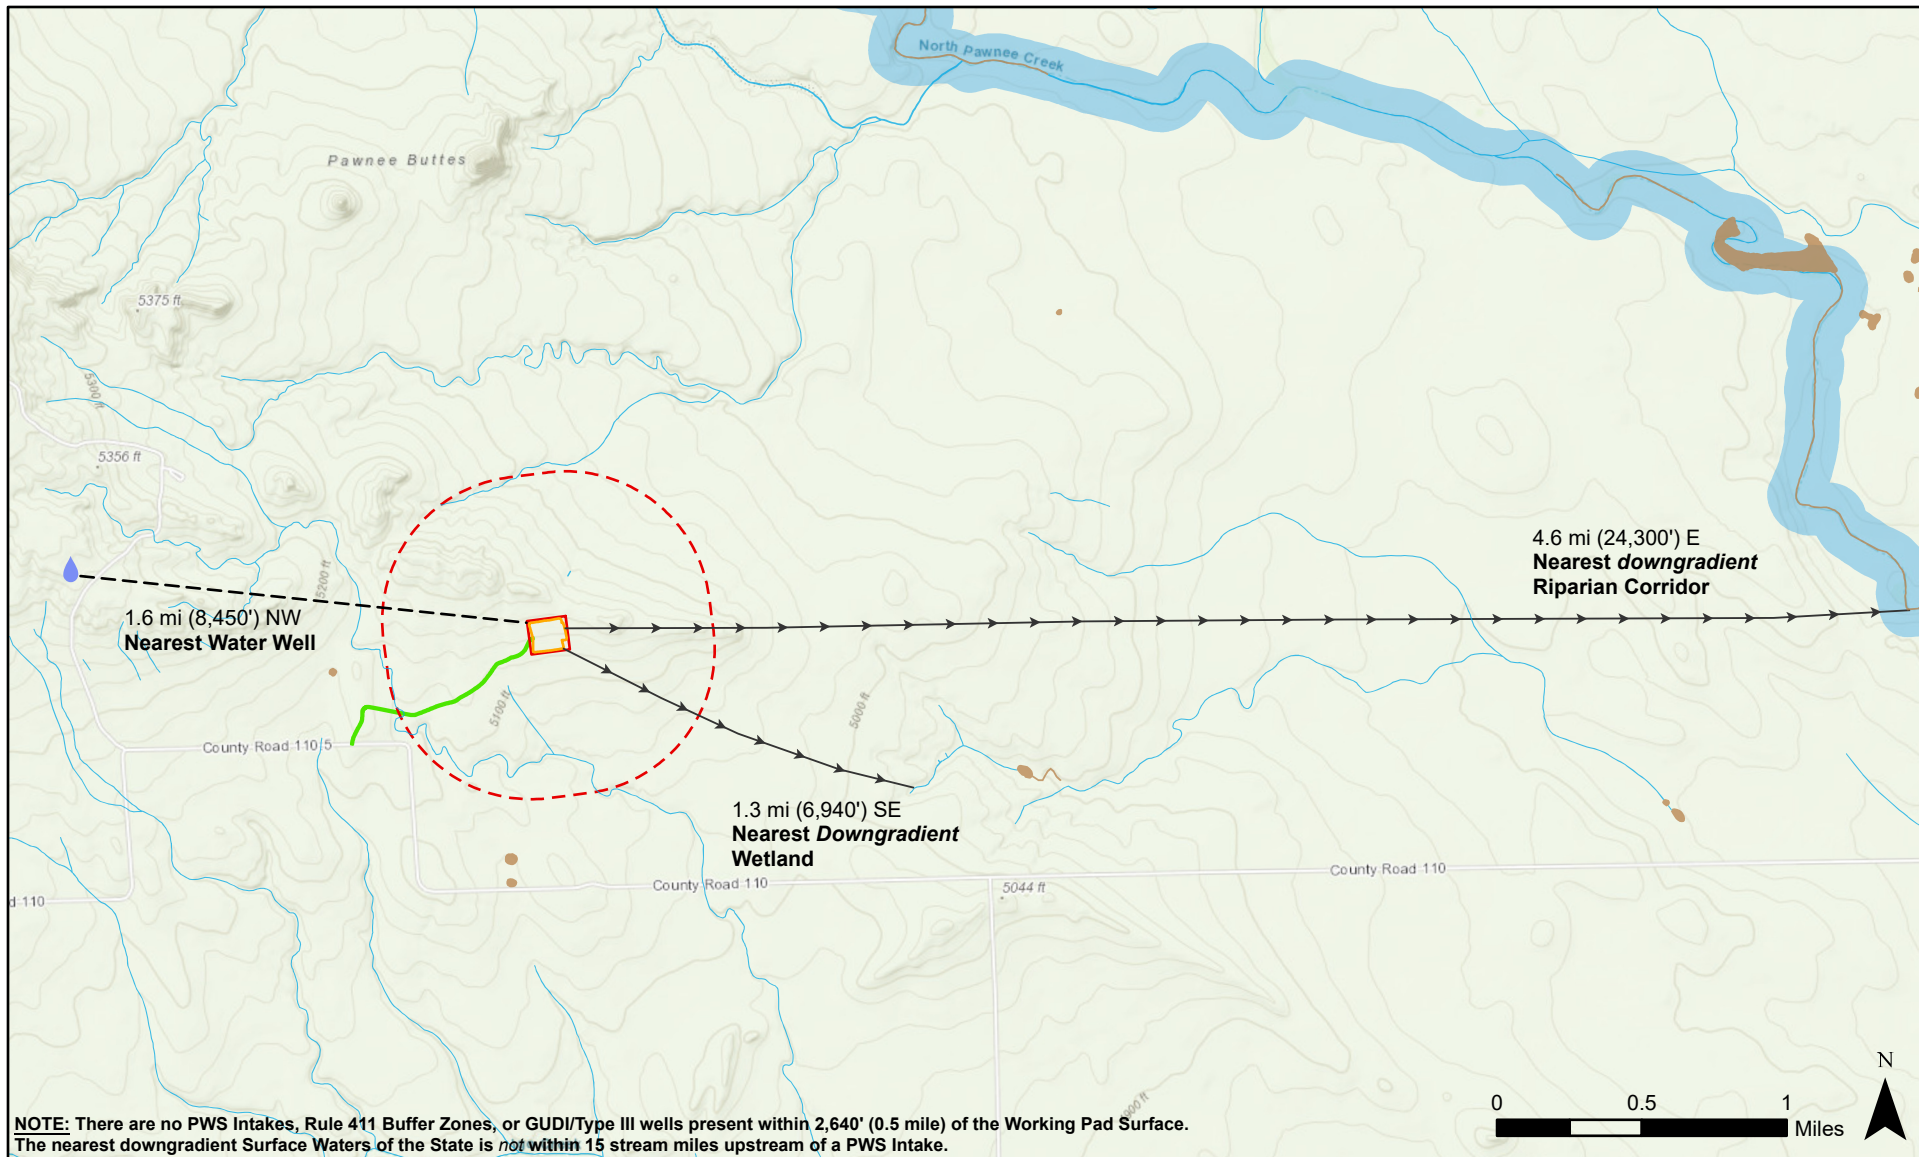 North Pawnee Creek
Pawnee Buttes
5375 ft
5300 ft
5356 ft
5200 ft
4.6 mi (24,300') E
Nearest downgradient
Riparian Corridor
1.6 mi (8,450') NW
Nearest Water Well
5100 ft
5000 ft
County Road 110/5
1.3 mi (6,940') SE
Nearest Downgradient
Wetland
County Road 110
County Road 110
5044 ft
d 110
N
0 0.5 1
Miles
NOTE: There are no PWS Intakes, Rule 411 Buffer Zones, or GUDI/Type III wells present within 2,640' (0.5 mile) of the Working Pad Surface.
The nearest downgradient Surface Waters of the State is not within 15 stream miles upstream of a PWS Intake.